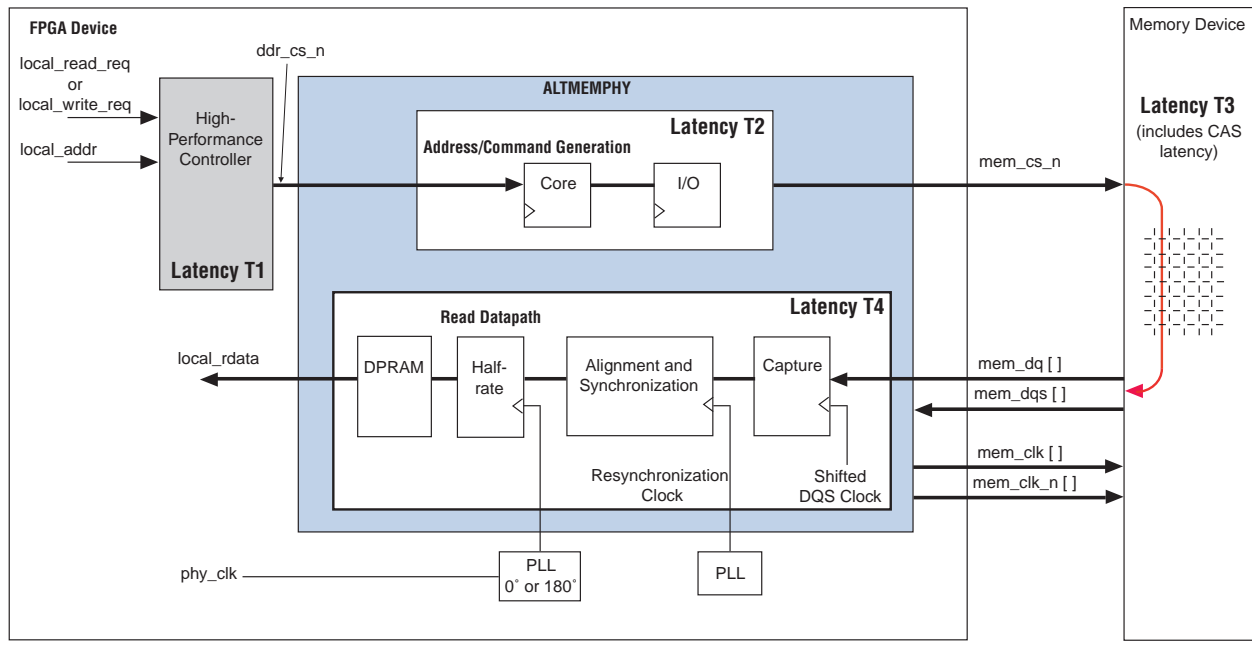 FPGA Device
Memory Device
local_read_req
or
local_write_req
local_addr
High-
Performance
Controller
Latency T1
ddr_cs_n
ALTMEMPHY
Latency T2
Address/Command Generation
Core
I/O
mem_cs_n
Latency T3
(includes CAS
latency)
Latency T4
Read Datapath
local_rdata
DPRAM
Half-
rate
Alignment and
Synchronization
Capture
mem_dq [ ]
mem_dqs [ ]
mem_clk [ ]
mem_clk_n [ ]
Resynchronization
Clock
Shifted
DQS Clock
phy_clk
PLL
0˚ or 180˚
PLL